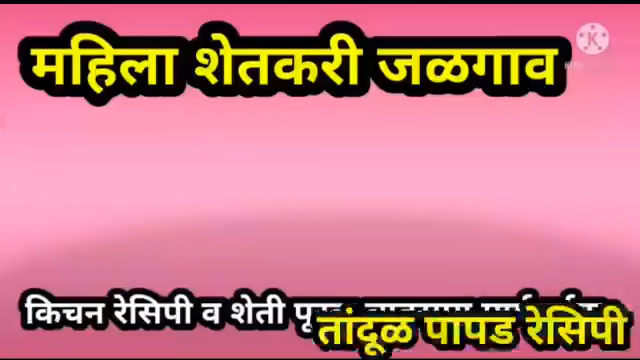 महिला शेतकरी जळगाव
किचन रेसिपी व शेती
तांदूळ पापड रेसिपी